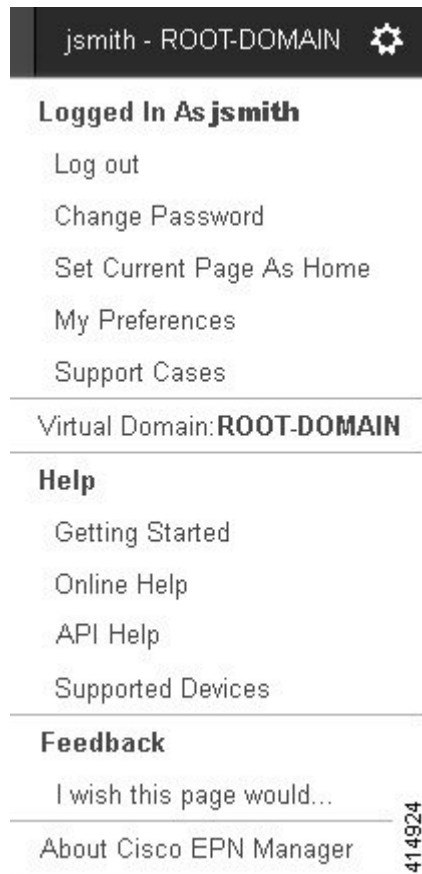 jsmith - ROOT-DOMAIN
Logged In As jsmith
Log out
Change Password
Set Current Page As Home
My Preferences
Support Cases
Virtual Domain: ROOT-DOMAIN
Help
Getting Started
Online Help
API Help
Supported Devices
Feedback
I wish this page would...
About Cisco EPN Manager
414924